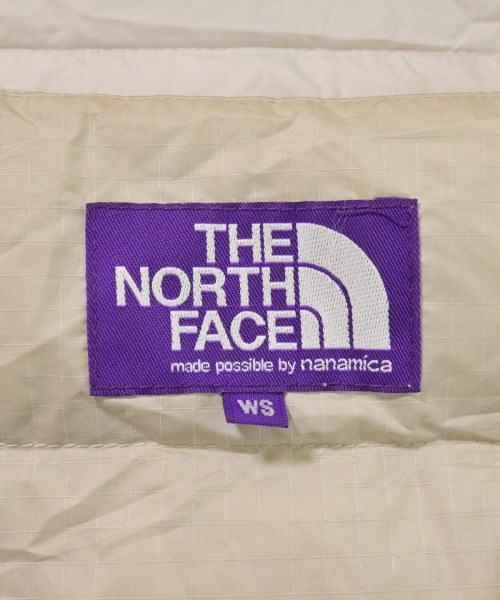 THE
NORTH
FACE
made possible by nanamica
WS